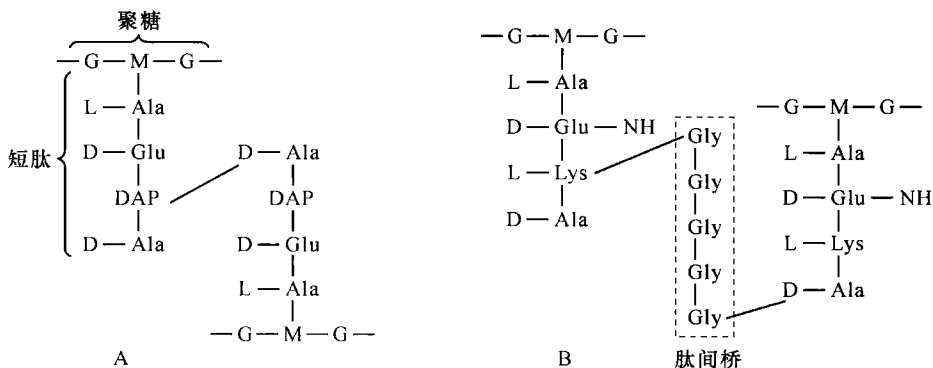 聚糖
—G—M—G—
L—Ala
短肽
D—Glu
DAP
D—Ala
D—Ala
DAP
D—Glu
L—Ala
—G—M—G—
A
—G—M—G—
L—Ala
D—Glu—NH
L—Lys
D—Ala
Gly
Gly
Gly
Gly
Gly
—G—M—G—
L—Ala
D—Glu—NH
L—Lys
D—Ala
B
肽间桥